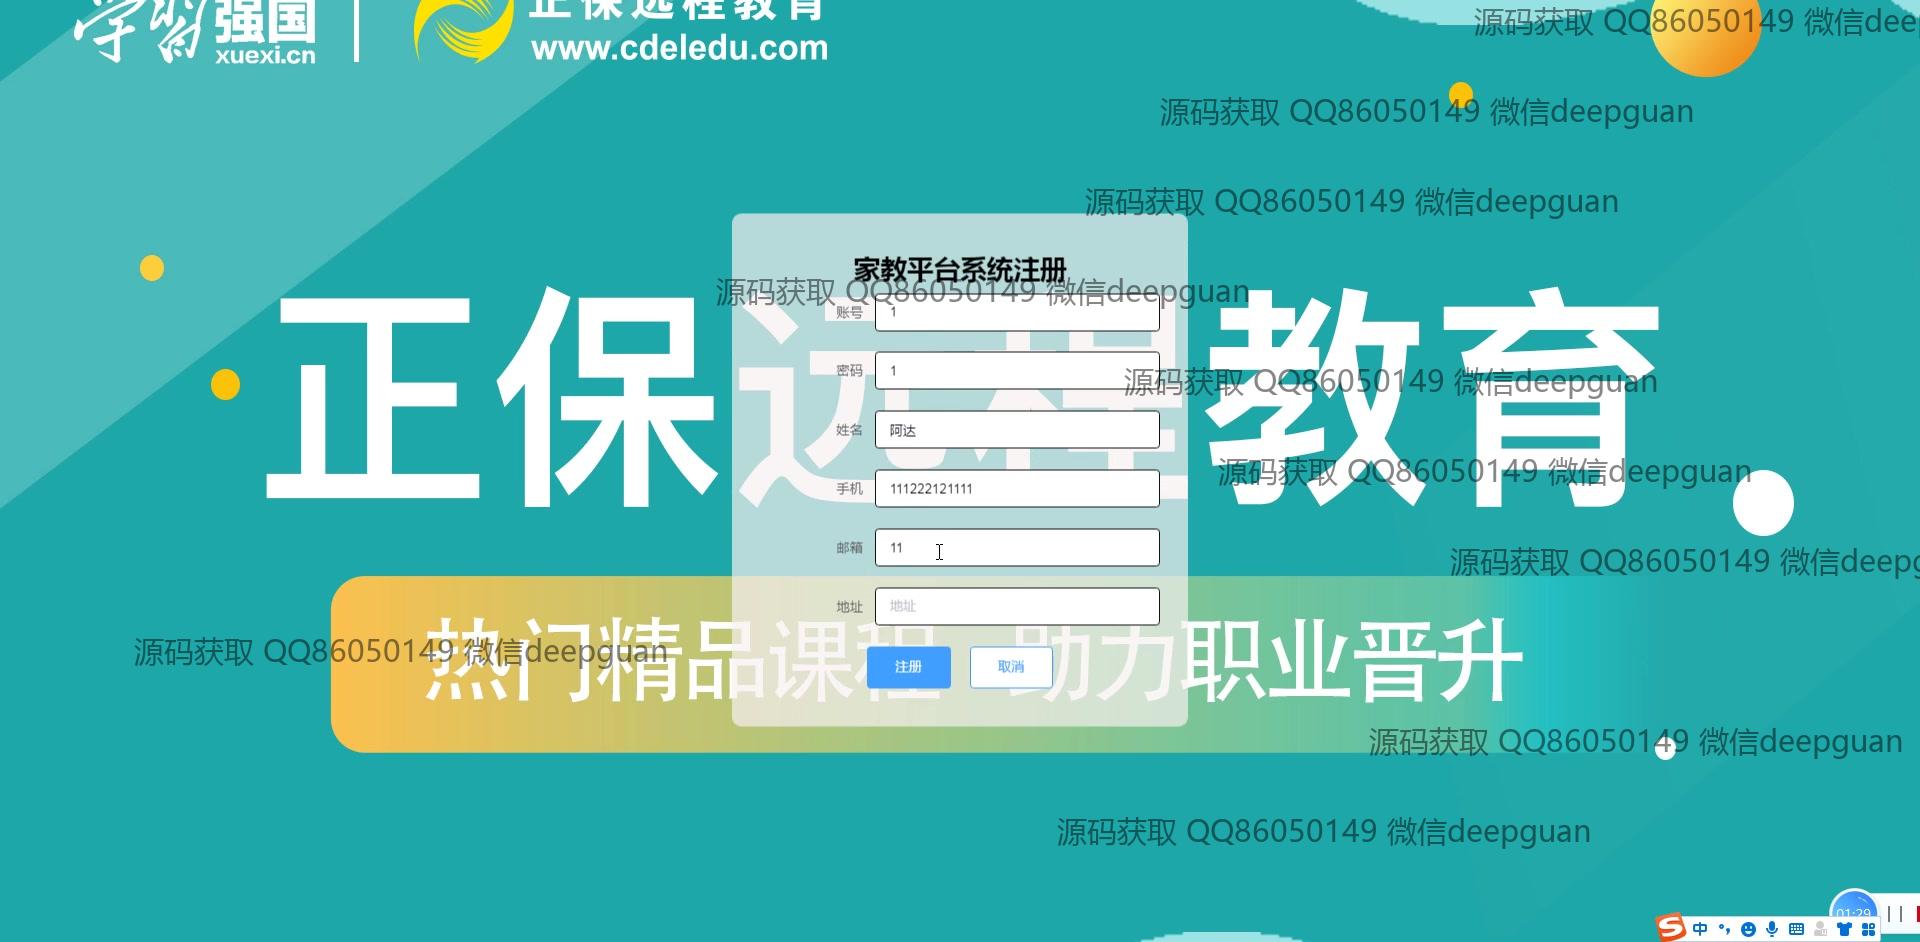 学习强国
xuexi.cn
正保远程教育
www.cdeledu.com
源码获取 QQ86050149 微信dee
源码获取 QQ86050149 微信deepguan
源码获取 QQ86050149 微信deepguan
家教平台系统注册
源码获取 QQ86050149 微信deepguan
账号 1
密码 1
源码获取 QQ86050149 微信deepguan
正保远程教育
姓名 阿达
源码获取 QQ86050149 微信deepguan
手机 111222121111
邮箱 11
源码获取 QQ86050149 微信deepg
地址 地址
热门精品课程 助力职业晋升
源码获取 QQ86050149 微信deepguan
注册 取消
源码获取 QQ86050149 微信deepguan
源码获取 QQ86050149 微信deepguan
01:29
中